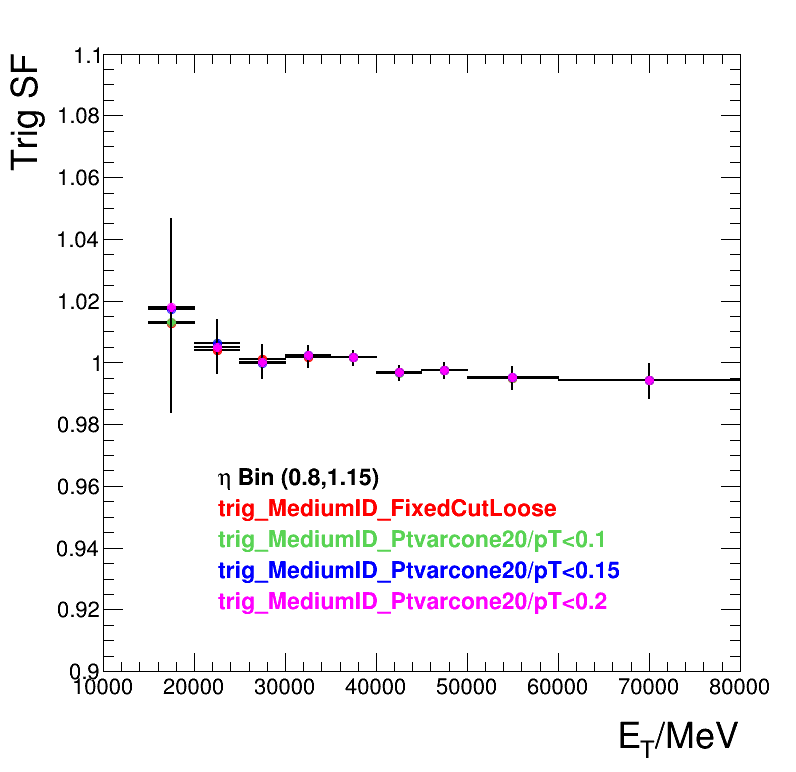 Trig SF
1.1
1.08
1.06
1.04
1.02
1
0.98
0.96
0.94
0.92
0.9
η Bin (0.8,1.15)
trig_MediumID_FixedCutLoose
trig_MediumID_Ptvarcone20/pT<0.1
trig_MediumID_Ptvarcone20/pT<0.15
trig_MediumID_Ptvarcone20/pT<0.2
10000 20000 30000 40000 50000 60000 70000 80000
E_T/MeV